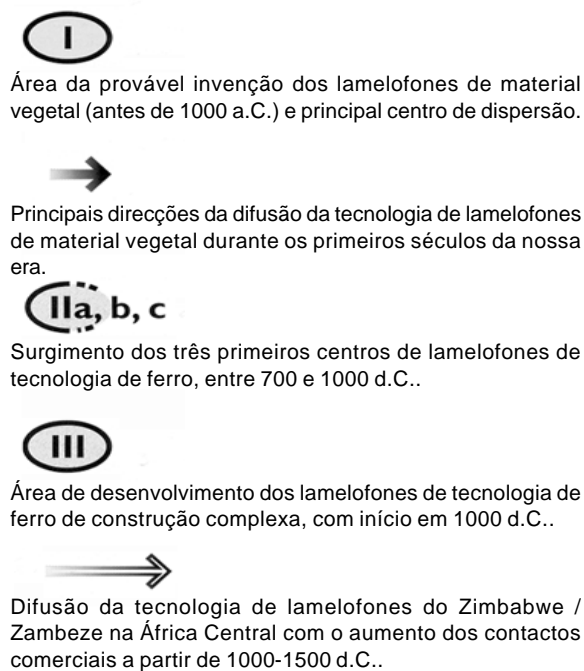 I
Área da provável invenção dos lamelofones de material
vegetal (antes de 1000 a.C.) e principal centro de dispersão.
Principais direcções da difusão da tecnologia de lamelofones
de material vegetal durante os primeiros séculos da nossa
era.
IIa, b, c
Surgimento dos três primeiros centros de lamelofones de
tecnologia de ferro, entre 700 e 1000 d.C..
III
Área de desenvolvimento dos lamelofones de tecnologia de
ferro de construção complexa, com início em 1000 d.C..
Difusão da tecnologia de lamelofones do Zimbabwe /
Zambeze na África Central com o aumento dos contactos
comerciais a partir de 1000-1500 d.C..